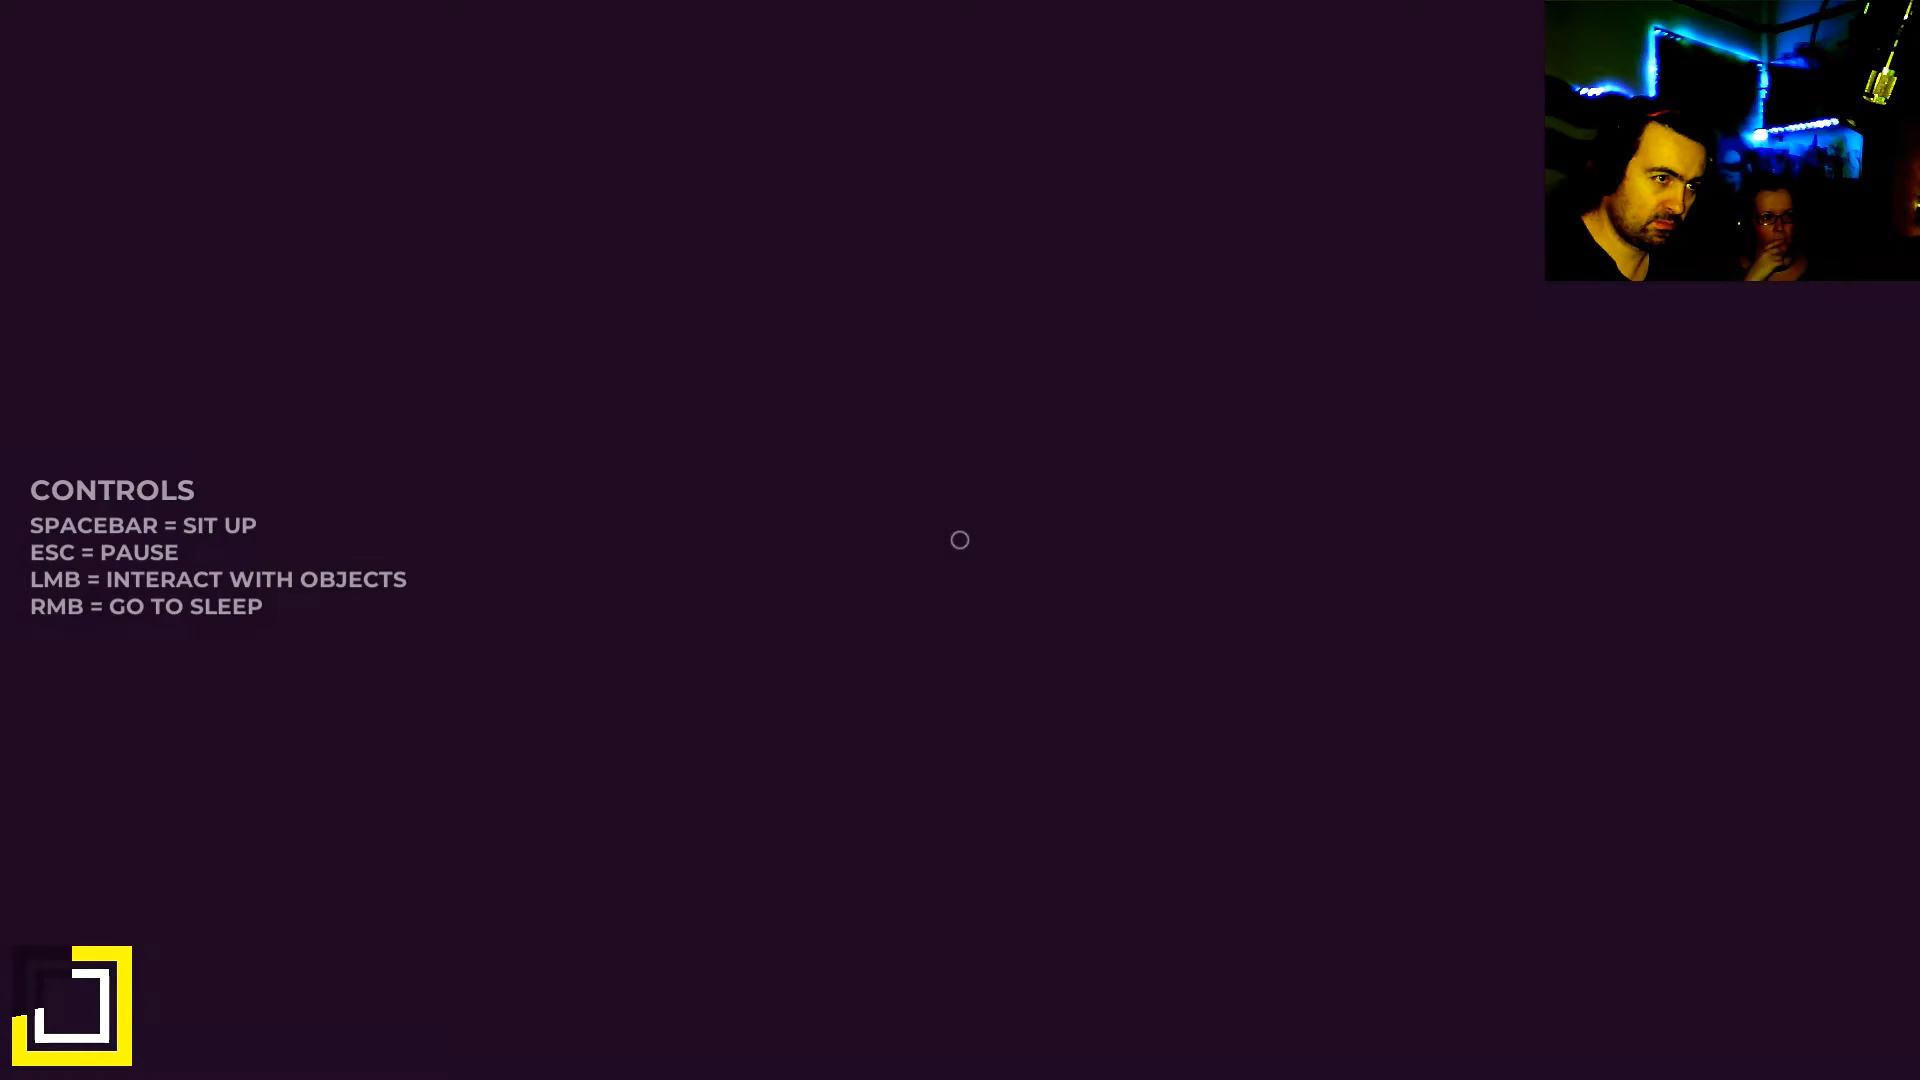 CONTROLS
SPACEBAR = SIT UP
ESC = PAUSE
LMB = INTERACT WITH OBJECTS
RMB = GO TO SLEEP